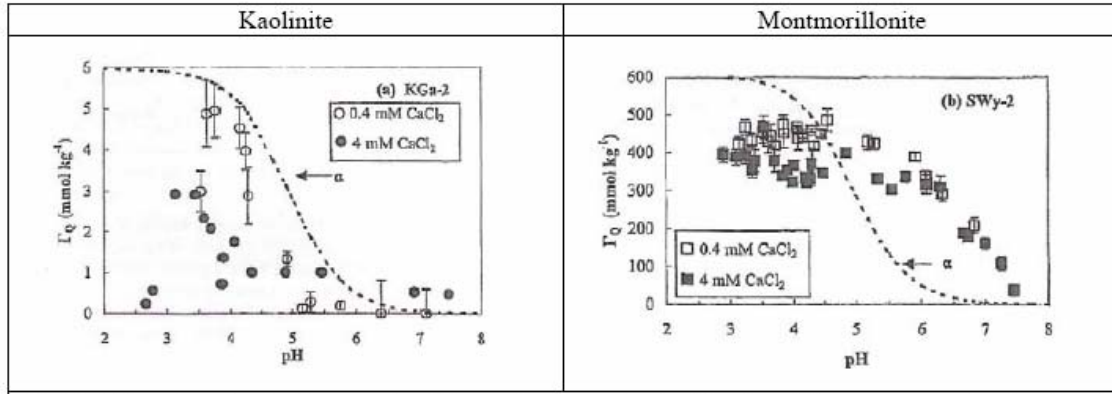 Kaolinite
Montmorillonite
(a) KGa-2
0.4 mM CaCl₂
4 mM CaCl₂
α
Γ_Q (mmol kg⁻¹)
6
5
4
3
2
1
0
2 3 4 5 6 7 8
pH
(b) SWy-2
0.4 mM CaCl₂
4 mM CaCl₂
α
Γ_Q (mmol kg⁻¹)
600
500
400
300
200
100
0
2 3 4 5 6 7 8
pH